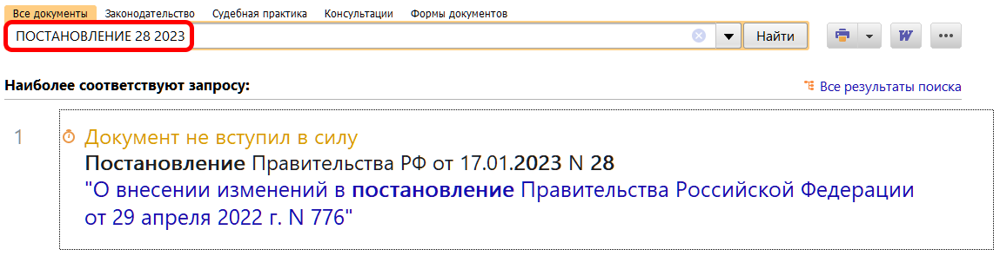 Все документы Законодательство Судебная практика Консультации Формы документов
ПОСТАНОВЛЕНИЕ 28 2023 Найти W
Наиболее соответствуют запросу: Все результаты поиска
1 Документ не вступил в силу
Постановление Правительства РФ от 17.01.2023 N 28
"О внесении изменений в постановление Правительства Российской Федерации
от 29 апреля 2022 г. N 776"